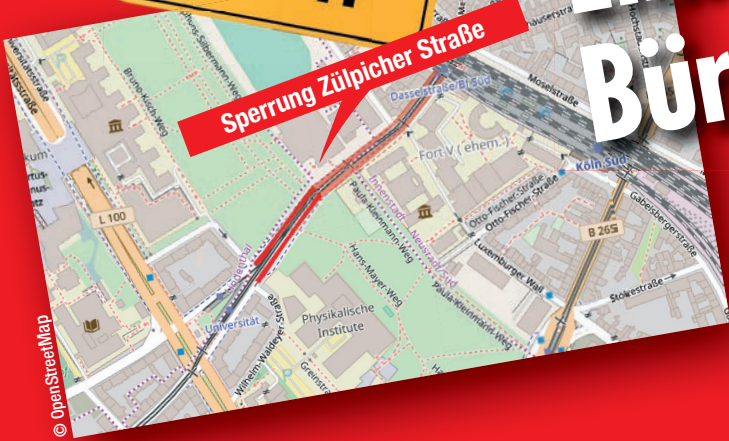 Bür
Sperrung Zülpicher Straße
Dasselstraße/Bf Süd
Moselstraße
Bruno-Kisch-Weg
Fort V (ehem.)
Köln Süd
Otto-Fischer-Straße
Otto-Fischer-Straße
Gabelsbergerstraße
L 100
Innenstadt
Neustadt/Süd
Paula-Kleinmann-Weg
B 265
Luxemburger Wall
Hans-Mayer-Weg
Paula-Kleinmann-Weg
Stolzestraße
Universität
Physikalische
Institute
Wilhelm-Waldeyer-Straße
P
P
© OpenStreetMap